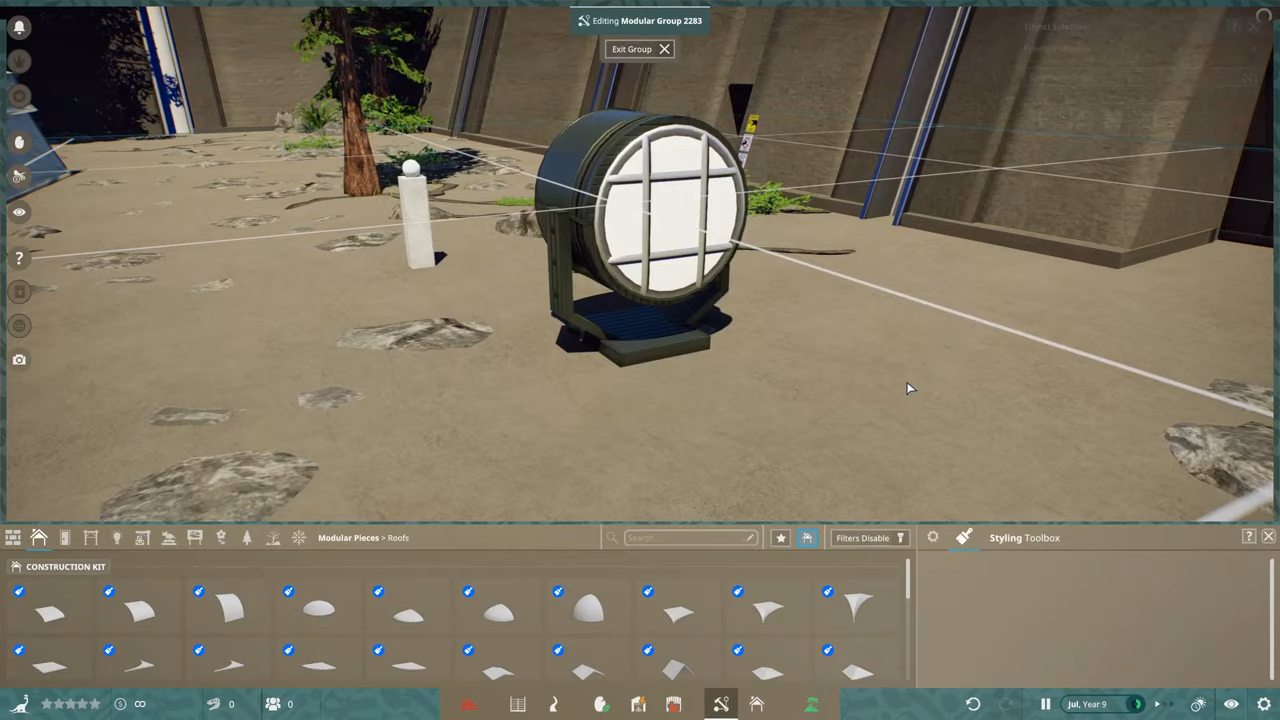 Editing Modular Group 2283
Exit Group
?
Modular Pieces > Roofs
Search...
Filters Disable
Styling Toolbox
?
CONSTRUCTION KIT
∞
0
0
Jul, Year 9